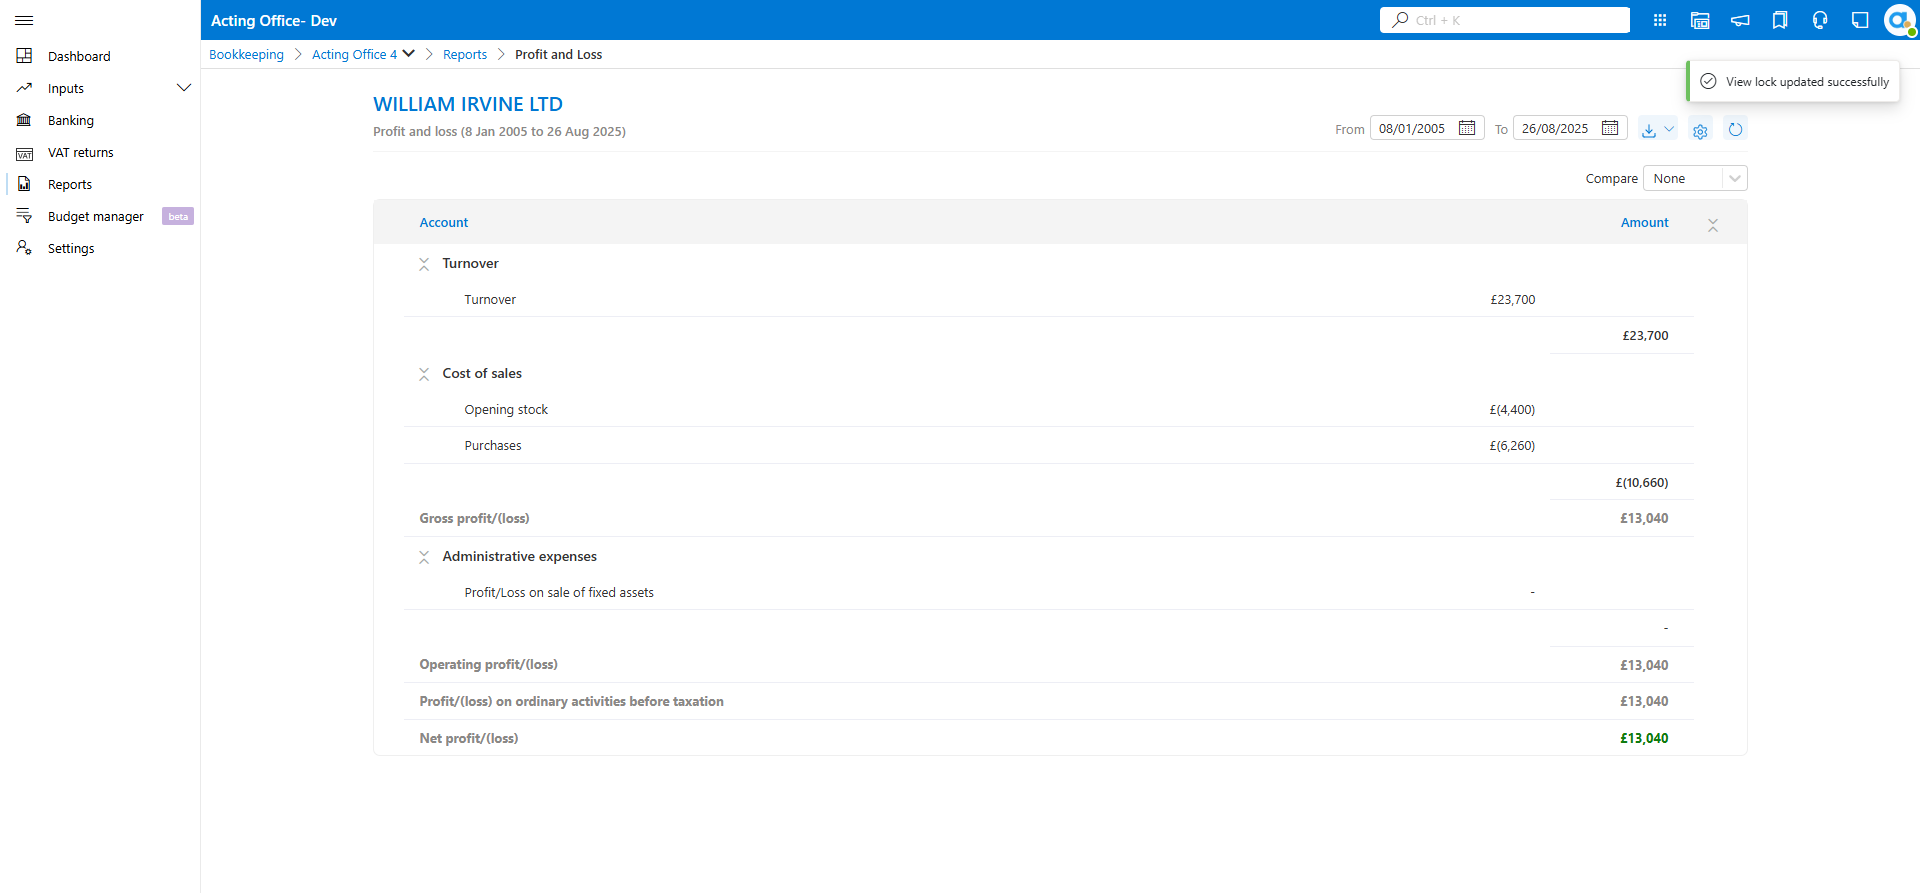 Acting Office- Dev
Ctrl + K
Dashboard
Inputs
Banking
VAT
VAT returns
Reports
Budget manager beta
Settings
Bookkeeping Acting Office 4 Reports Profit and Loss
View lock updated successfully
WILLIAM IRVINE LTD
Profit and loss (8 Jan 2005 to 26 Aug 2025)
From 08/01/2005 To 26/08/2025
Compare None
Account Amount
Turnover
Turnover £23,700
£23,700
Cost of sales
Opening stock £(4,400)
Purchases £(6,260)
£(10,660)
Gross profit/(loss) £13,040
Administrative expenses
Profit/Loss on sale of fixed assets -
-
Operating profit/(loss) £13,040
Profit/(loss) on ordinary activities before taxation £13,040
Net profit/(loss) £13,040